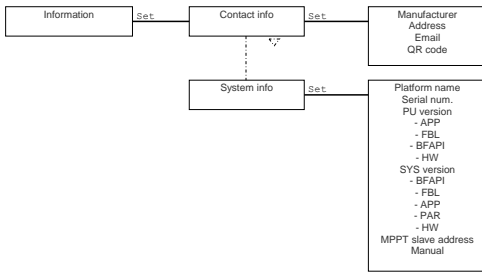 Information
Set
Contact info
Set
Manufacturer
Address
Email
QR code
System info
Set
Platform name
Serial num.
PU version
- APP
- FBL
- BFAPI
- HW
SYS version
- BFAPI
- FBL
- APP
- PAR
- HW
MPPT slave address
Manual